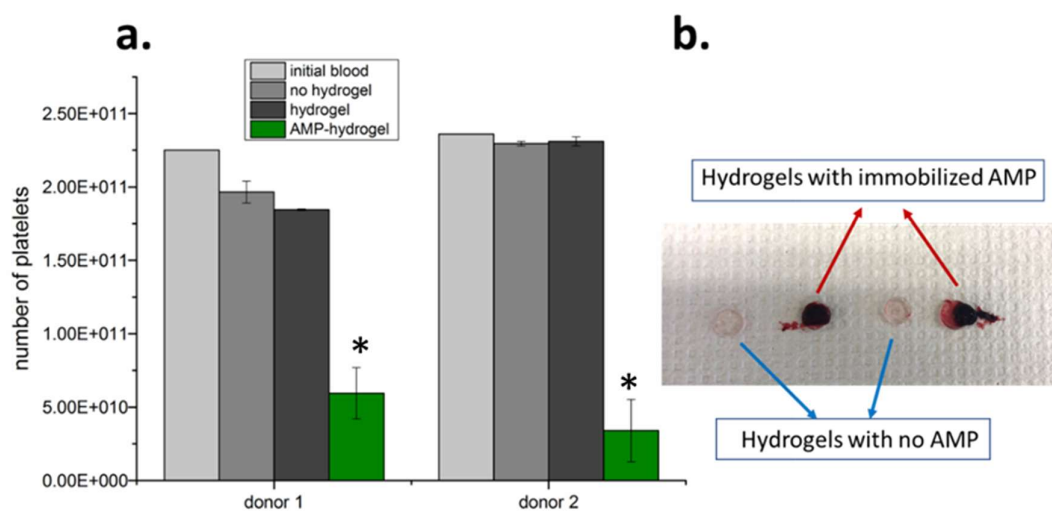 a.
initial blood
no hydrogel
hydrogel
AMP-hydrogel
number of platelets
2.50E+011
2.00E+011
1.50E+011
1.00E+011
5.00E+010
0.00E+000
*
*
donor 1
donor 2
b.
Hydrogels with immobilized AMP
Hydrogels with no AMP